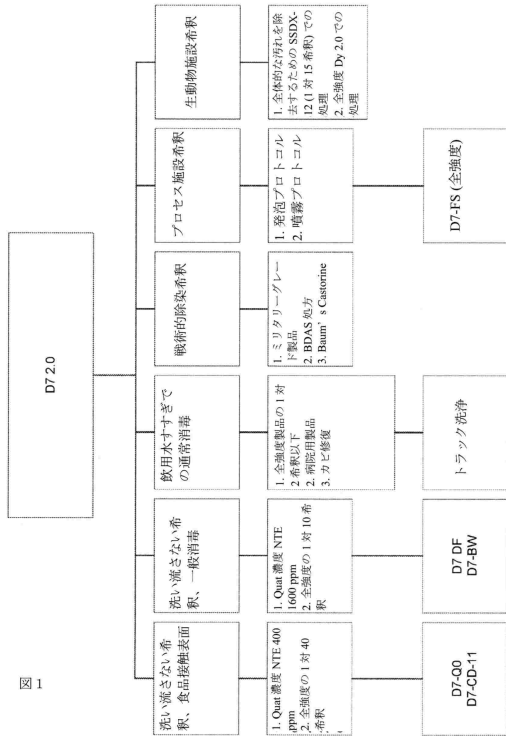 図 1
D7 2.0
洗い流さない希
釈、食品接触表面
1. Quat 濃度 NTE 400
ppm
2. 全強度の 1 対 40
希釈
D7-Q0
D7-CD-11
洗い流さない希
釈、一般消毒
1. Quat 濃度 NTE
1600 ppm
2. 全強度の 1 対 10 希
釈
D7 DF
D7-BW
飲用水すすぎで
の通常消毒
1. 全強度製品の 1 対
2 希釈以下
2. 病院用製品
3. カビ修復
トラック洗浄
戦術的除染希釈
1. ミリタリーグレー
ド製品
2. BDAS 処方
3. Baum’s Castorine
プロセス施設希釈
1. 発泡プロトコル
2. 噴霧プロトコル
D7-FS (全強度)
生動物施設希釈
1. 全体的な汚れを除
去するための SSDX-
12 (1 対 15 希釈) での
処理
2. 全強度 Dy 2.0 での
処理